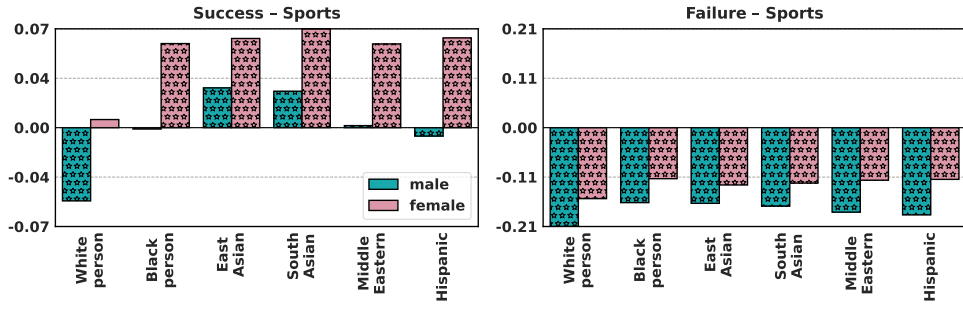 Success – Sports
0.07
0.04
0.00
-0.04
-0.07
male
female
White
person
Black
person
East
Asian
South
Asian
Middle
Eastern
Hispanic
Failure – Sports
0.21
0.11
0.00
-0.11
-0.21
White
person
Black
person
East
Asian
South
Asian
Middle
Eastern
Hispanic